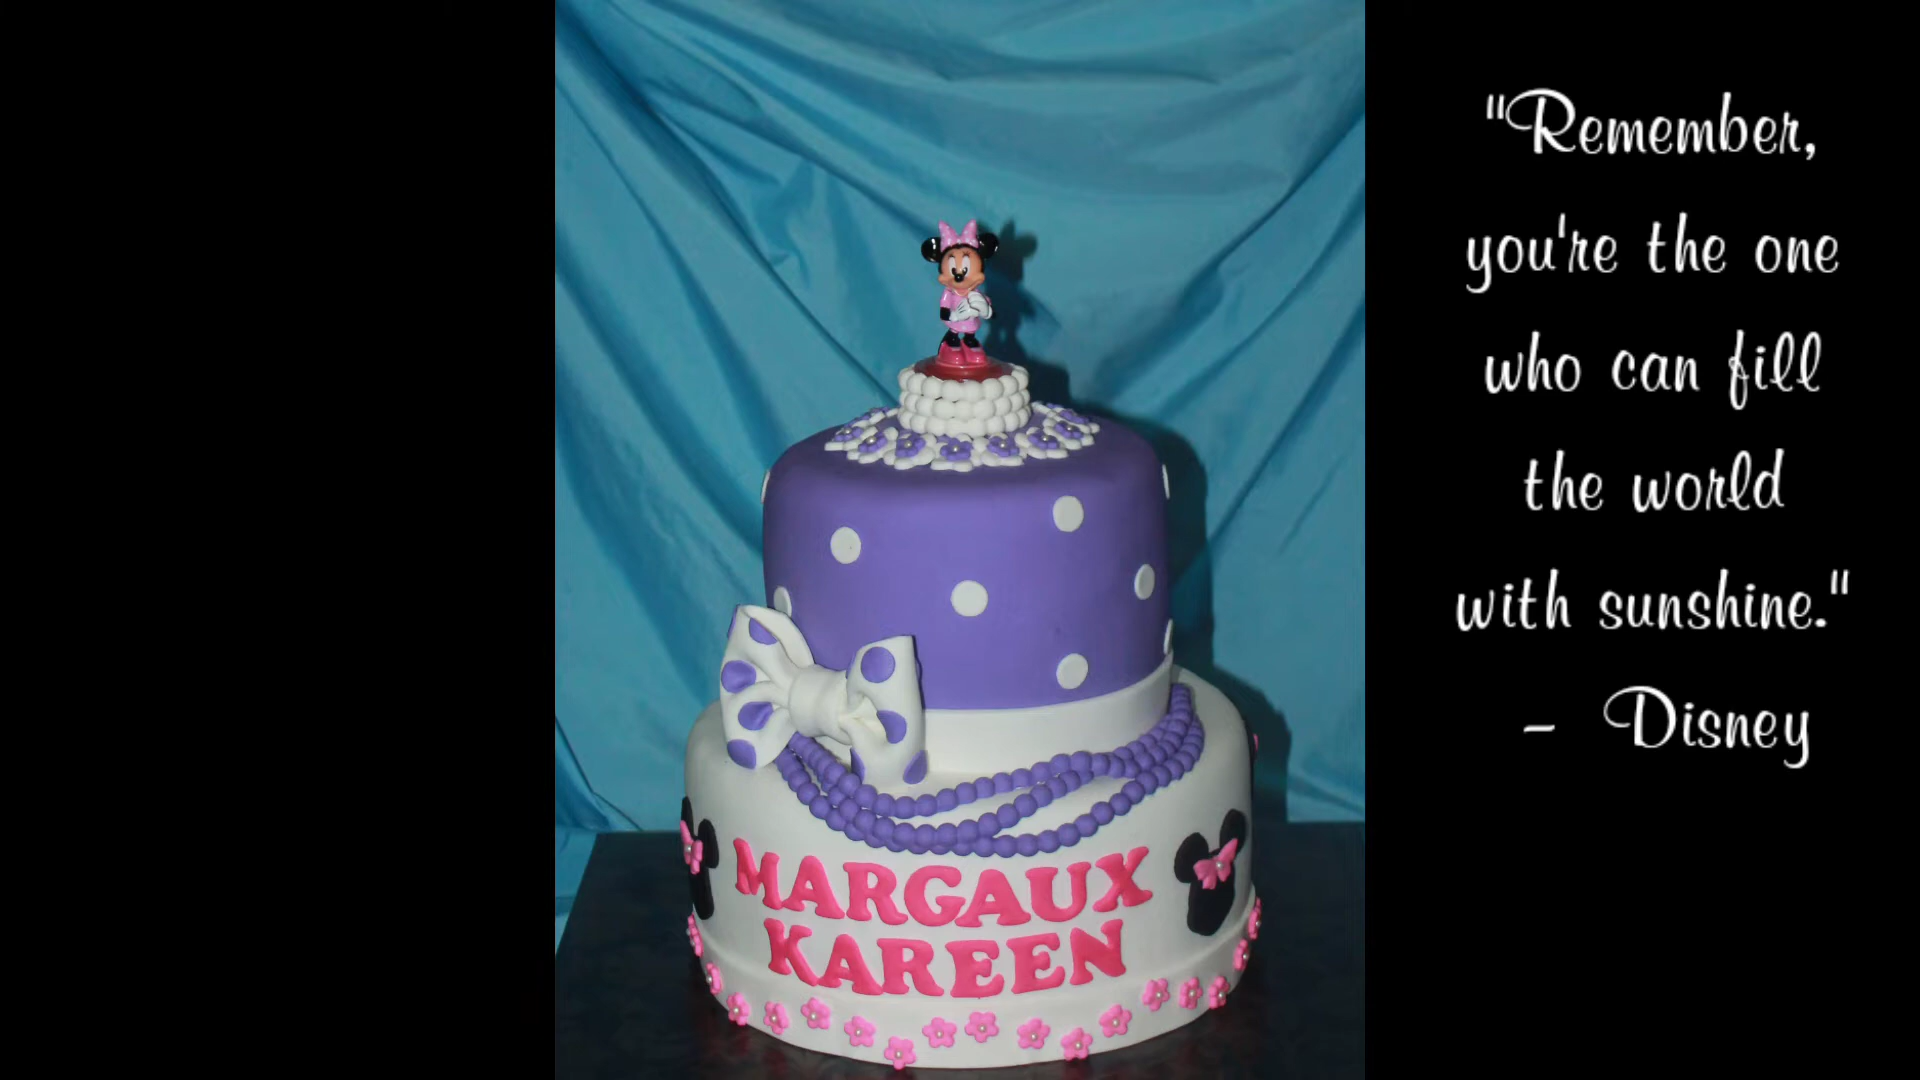 MARGAUX
KAREEN
"Remember,
you're the one
who can fill
the world
with sunshine."
- Disney